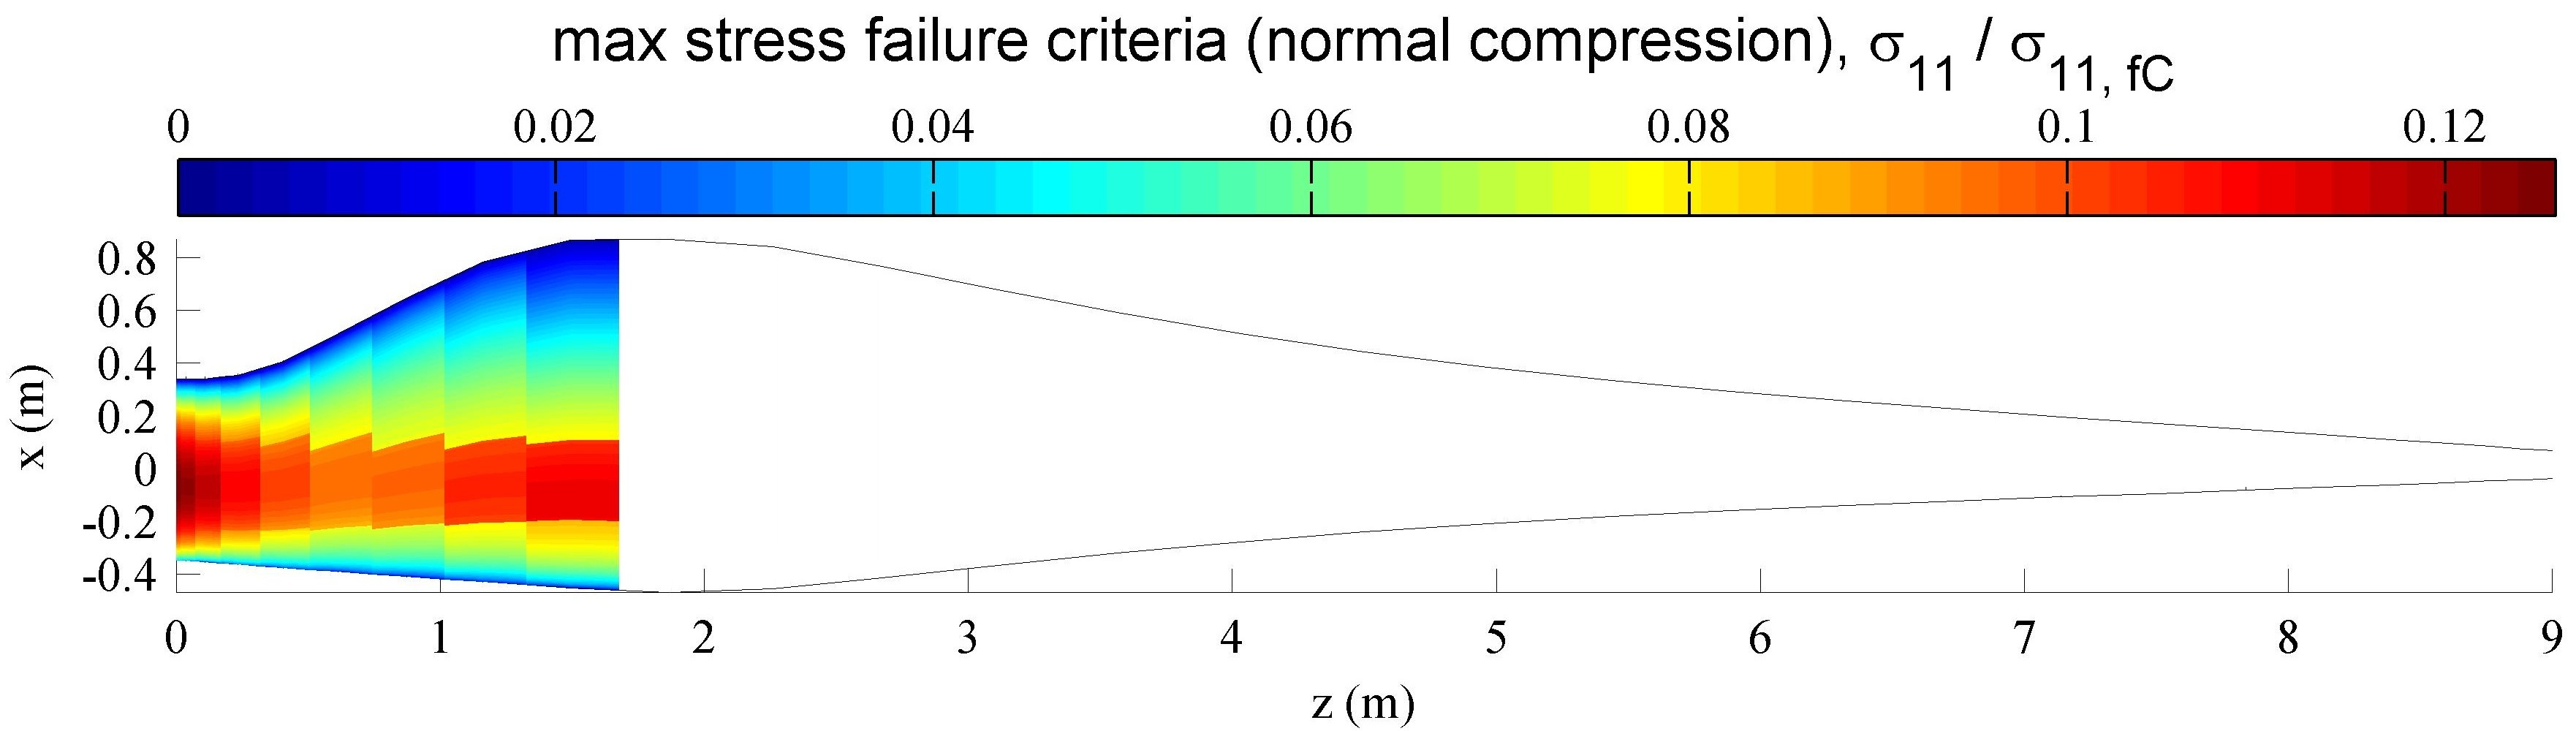 max stress failure criteria (normal compression), σ11 / σ11, fC
0 0.02 0.04 0.06 0.08 0.1 0.12
0.8
0.6
0.4
0.2
0
-0.2
-0.4
x (m)
0 1 2 3 4 5 6 7 8 9
z (m)